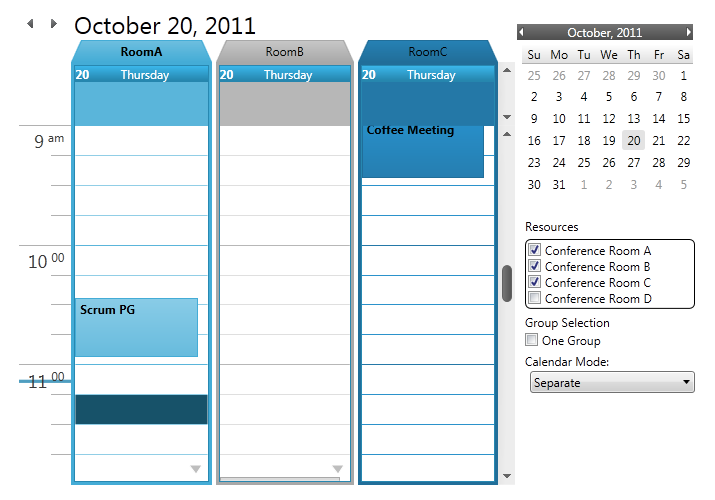 October 20, 2011
RoomA
RoomB
RoomC
20 Thursday
20 Thursday
20 Thursday
9 am
10 00
11 00
Coffee Meeting
Scrum PG
October, 2011
Su Mo Tu We Th Fr Sa
25 26 27 28 29 30 1
2 3 4 5 6 7 8
9 10 11 12 13 14 15
16 17 18 19 20 21 22
23 24 25 26 27 28 29
30 31 1 2 3 4 5
Resources
Conference Room A
Conference Room B
Conference Room C
Conference Room D
Group Selection
One Group
Calendar Mode:
Separate